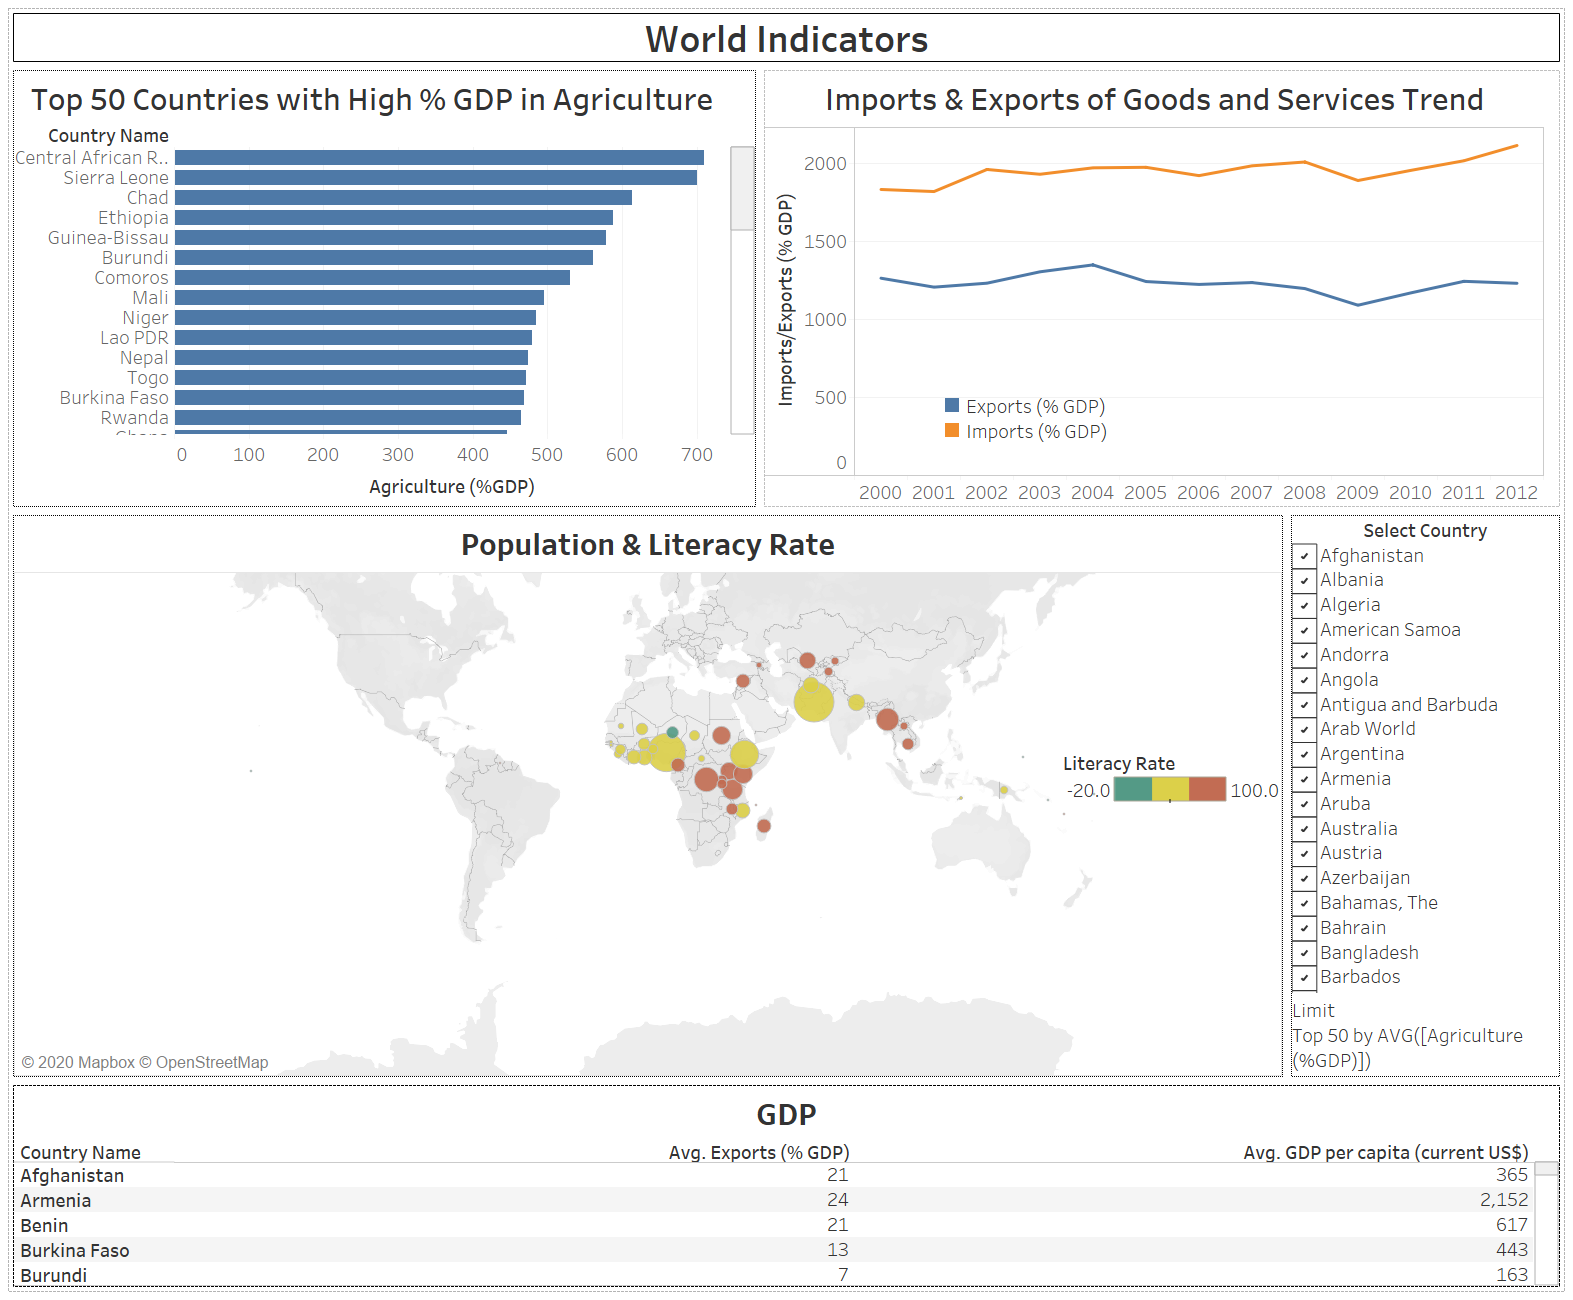 World Indicators
Top 50 Countries with High % GDP in Agriculture
Country Name
Central African R..
Sierra Leone
Chad
Ethiopia
Guinea-Bissau
Burundi
Comoros
Mali
Niger
Lao PDR
Nepal
Togo
Burkina Faso
Rwanda
Ghana
0 100 200 300 400 500 600 700
Agriculture (%GDP)
Imports & Exports of Goods and Services Trend
Imports/Exports (% GDP)
2000
1500
1000
500
0
Exports (% GDP)
Imports (% GDP)
2000 2001 2002 2003 2004 2005 2006 2007 2008 2009 2010 2011 2012
Population & Literacy Rate
Literacy Rate
-20.0 100.0
© 2020 Mapbox © OpenStreetMap
Select Country
Afghanistan
Albania
Algeria
American Samoa
Andorra
Angola
Antigua and Barbuda
Arab World
Argentina
Armenia
Aruba
Australia
Austria
Azerbaijan
Bahamas, The
Bahrain
Bangladesh
Barbados
Limit
Top 50 by AVG([Agriculture
(%GDP)])
GDP
Country Name Avg. Exports (% GDP) Avg. GDP per capita (current US$)
Afghanistan 21 365
Armenia 24 2,152
Benin 21 617
Burkina Faso 13 443
Burundi 7 163